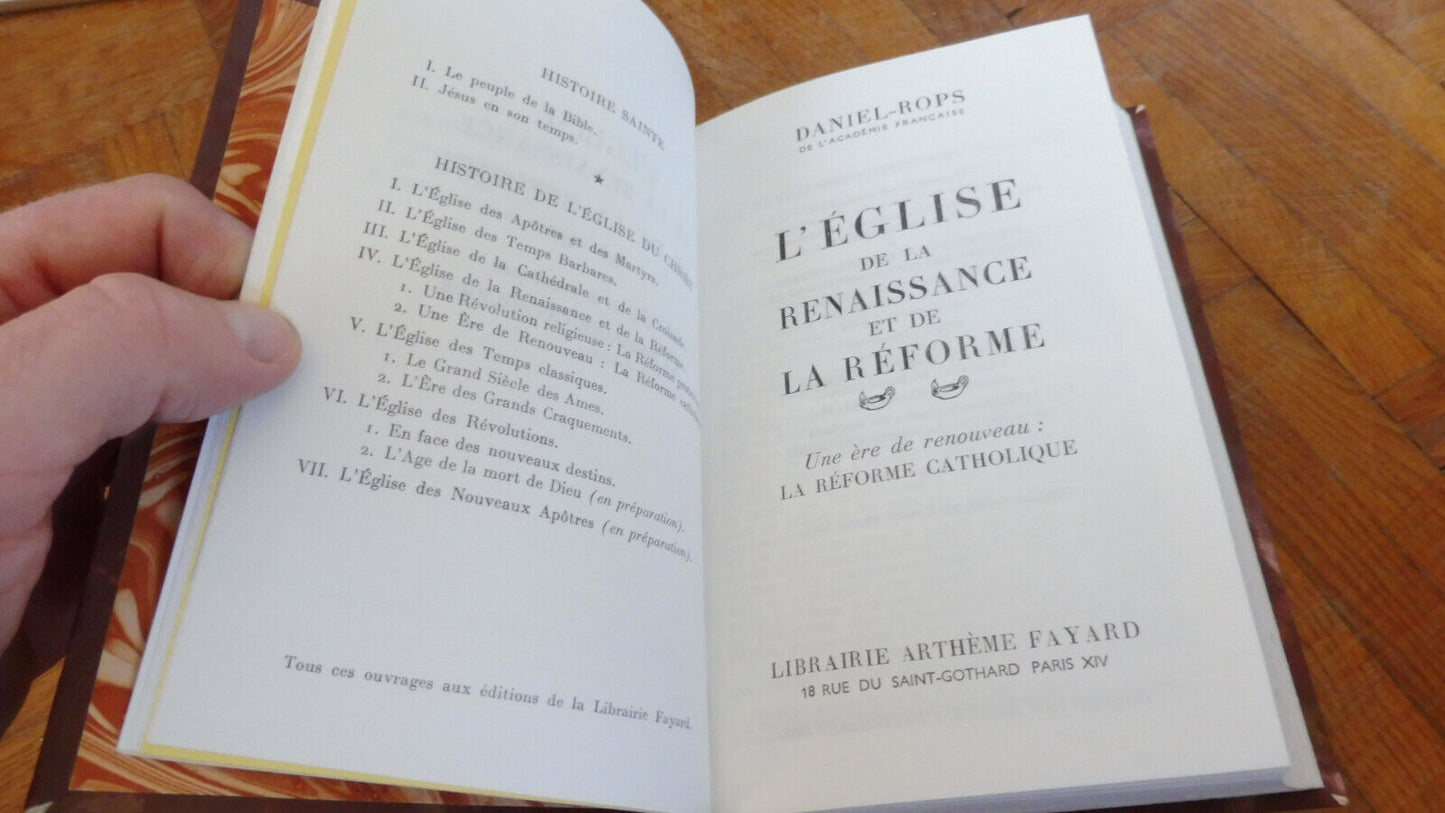 HISTOIRE SAINTE
I. Le peuple de la Bible.
II. Jésus en son temps.
★
HISTOIRE DE L'ÉGLISE DU CHRIST
I. L'Église des Apôtres et des Martyrs.
II. L'Église des Temps Barbares.
III. L'Église de la Cathédrale et de la Croisade.
IV. L'Église de la Renaissance et de la Réforme.
1. Une Révolution religieuse : La Réforme
2. Une Ère de Renouveau : La Réforme
V. L'Église des Temps classiques.
1. Le Grand Siècle des Ames.
2. L'Ère des Grands Craquements.
VI. L'Église des Révolutions.
1. En face des nouveaux destins.
2. L'Age de la mort de Dieu (en préparation).
VII. L'Église des Nouveaux Apôtres (en préparation).
Tous ces ouvrages aux éditions de la Librairie Fayard.
DANIEL-ROPS
DE L'ACADÉMIE FRANÇAISE
L'ÉGLISE
DE LA
RENAISSANCE
ET DE
LA RÉFORME
Une ère de renouveau :
LA RÉFORME CATHOLIQUE
LIBRAIRIE ARTHÈME FAYARD
18 RUE DU SAINT-GOTHARD PARIS XIV